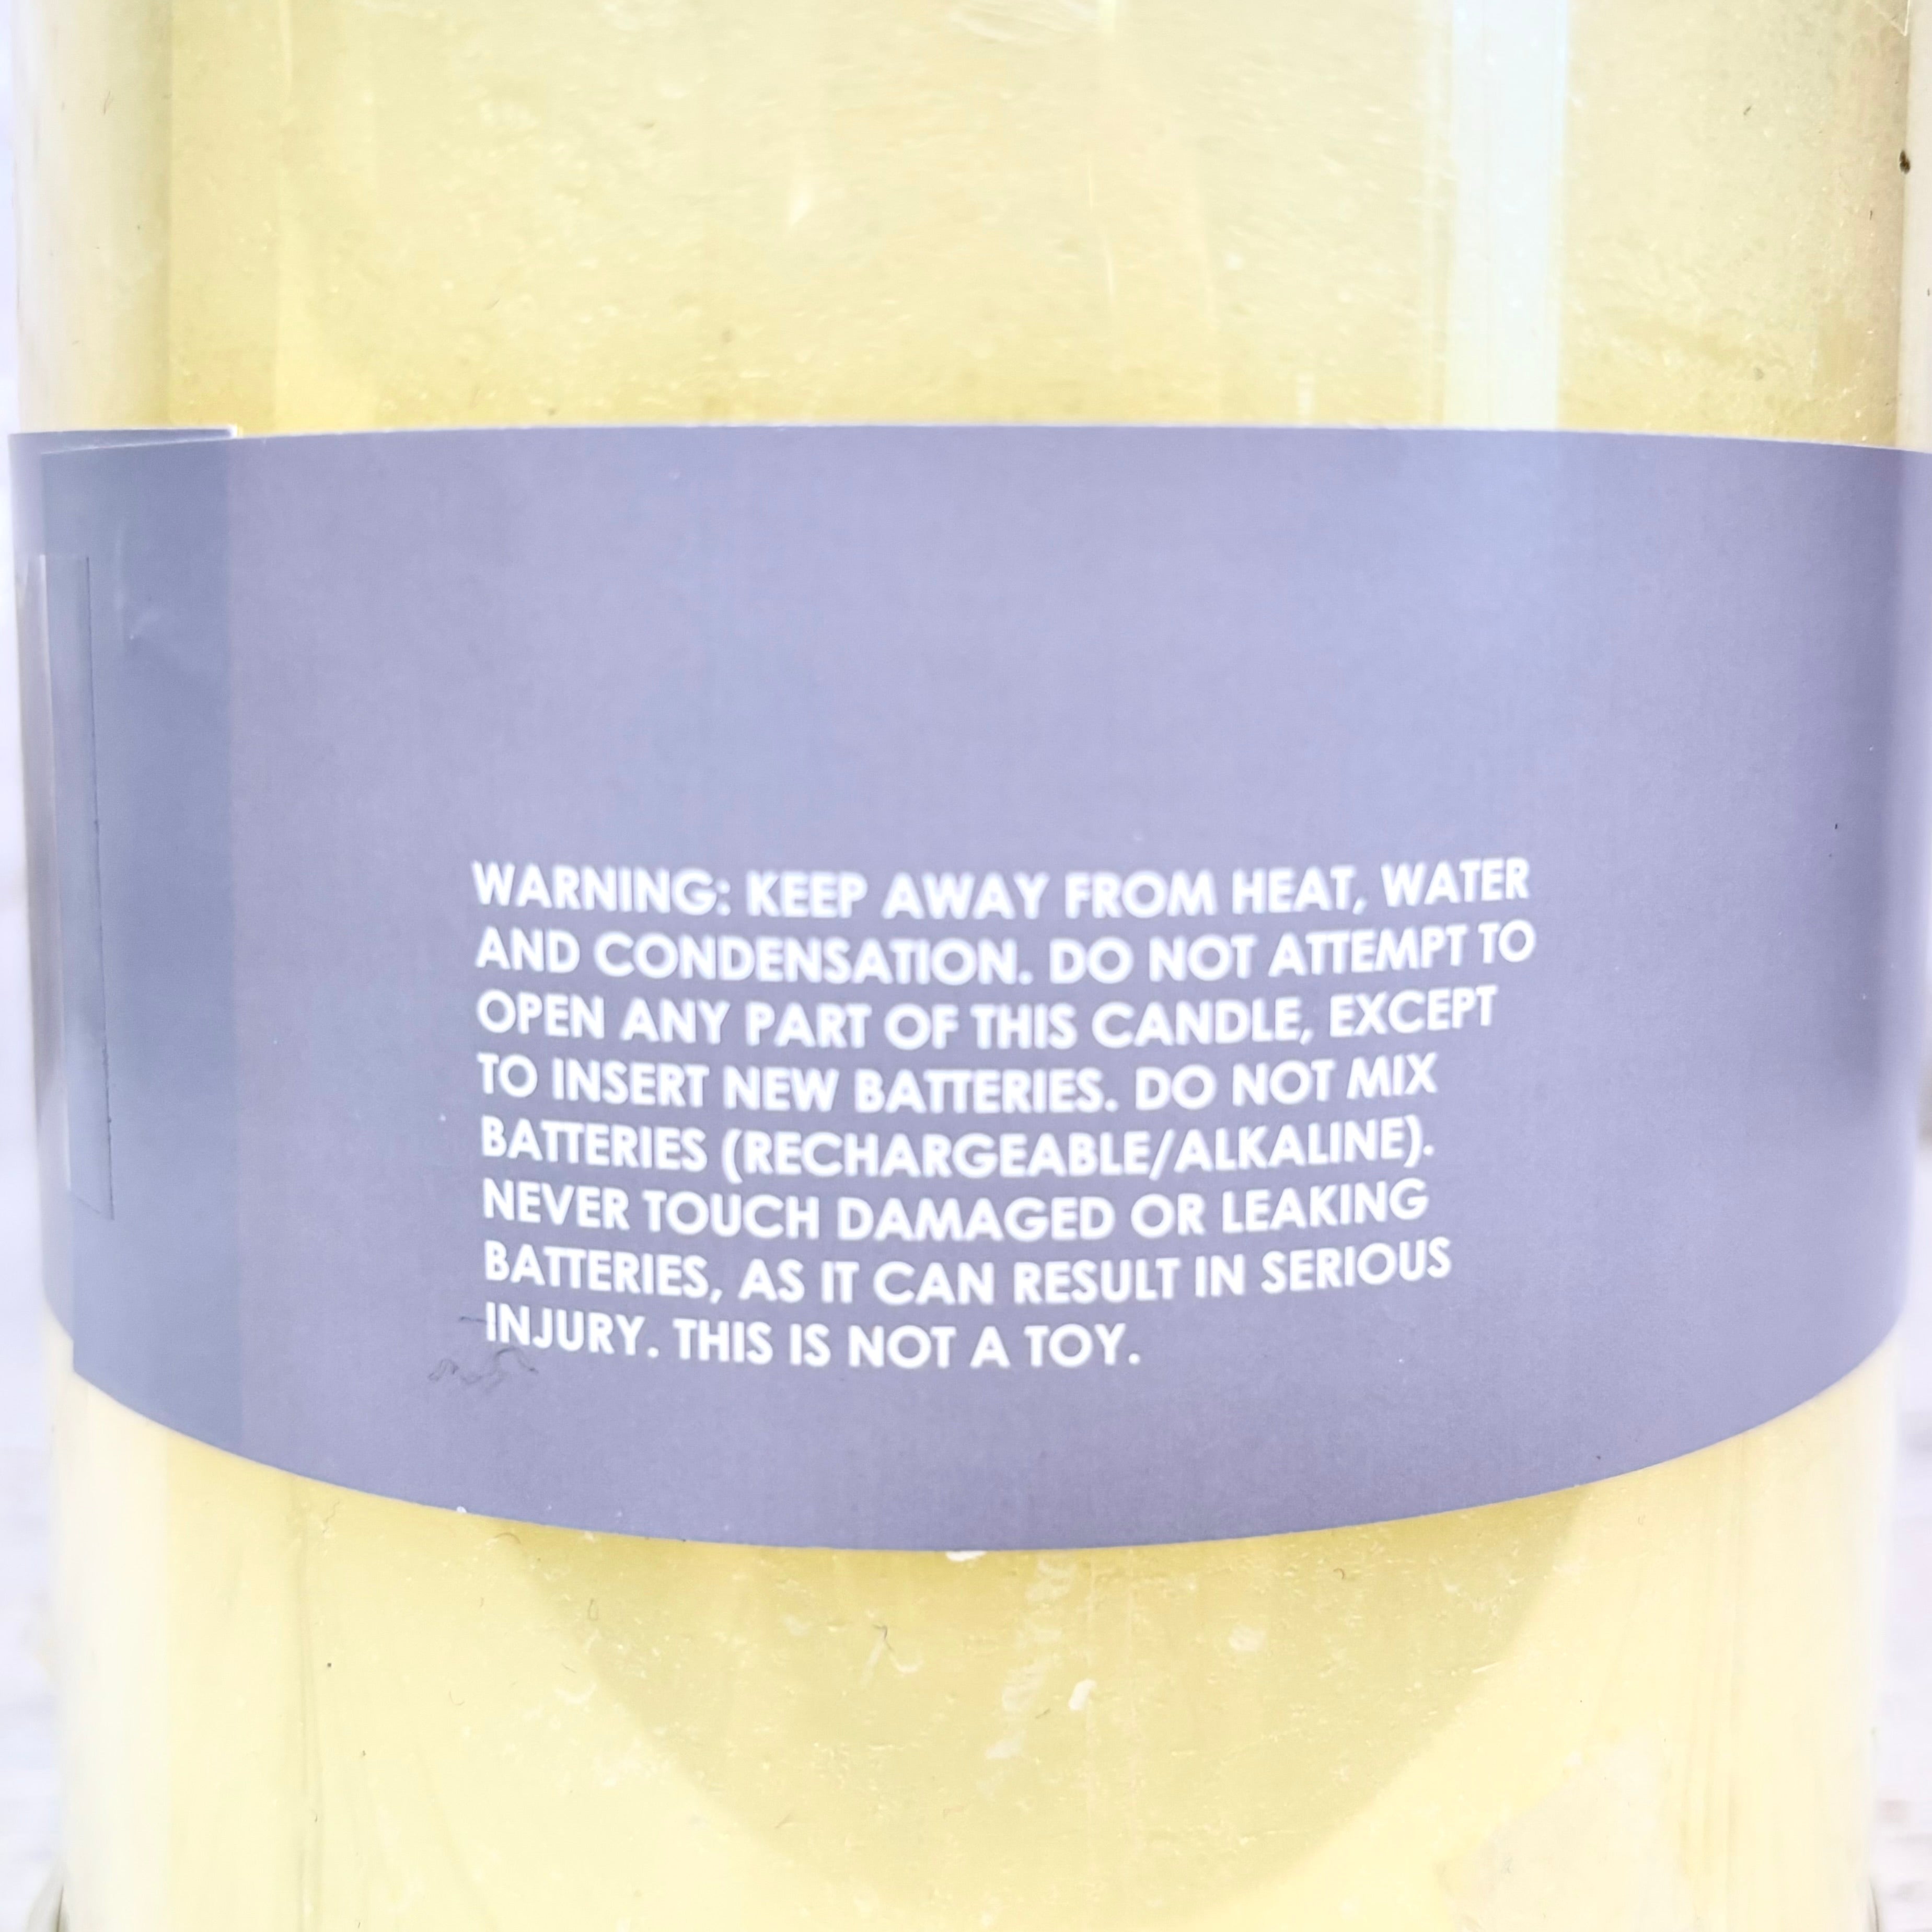 WARNING: KEEP AWAY FROM HEAT, WATER
AND CONDENSATION. DO NOT ATTEMPT TO
OPEN ANY PART OF THIS CANDLE, EXCEPT
TO INSERT NEW BATTERIES. DO NOT MIX
BATTERIES (RECHARGEABLE/ALKALINE).
NEVER TOUCH DAMAGED OR LEAKING
BATTERIES, AS IT CAN RESULT IN SERIOUS
INJURY. THIS IS NOT A TOY.